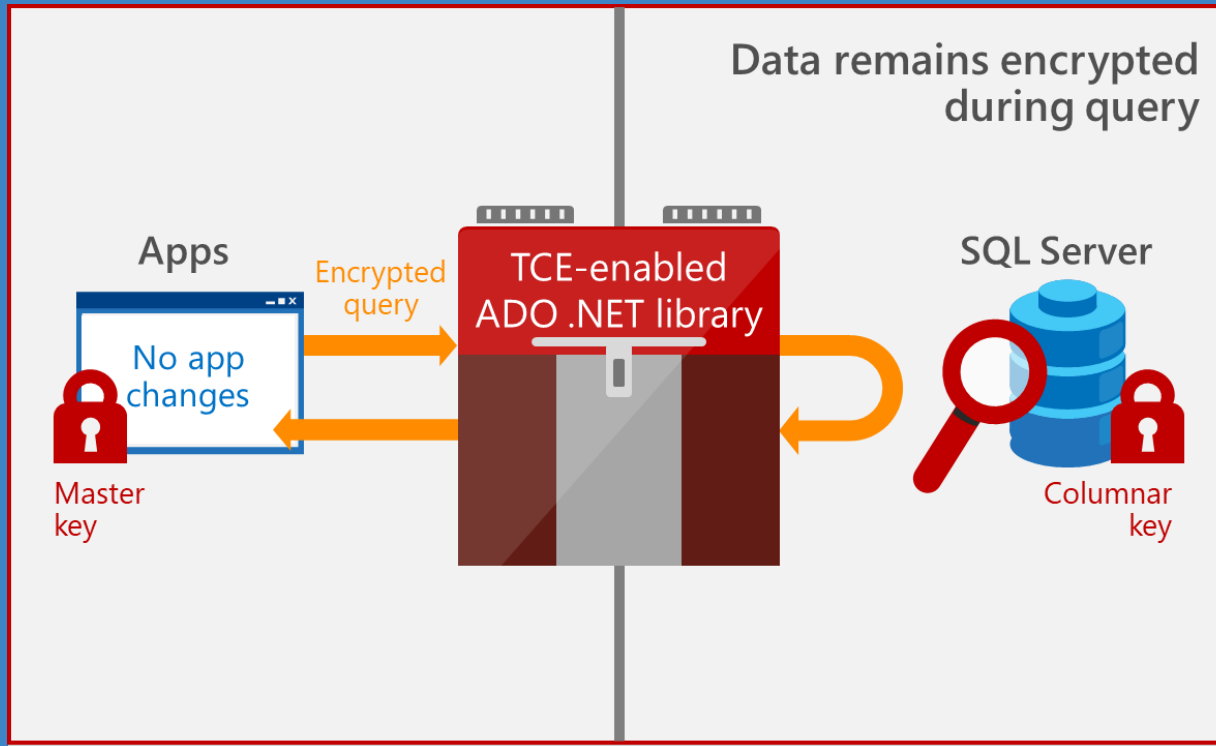 Data remains encrypted
during query
Apps
Encrypted
query
TCE-enabled
ADO .NET library
SQL Server
No app
changes
Master
key
Columnar
key